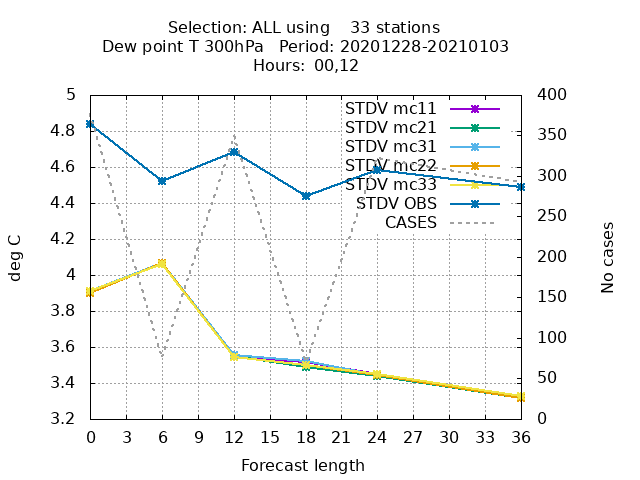 Selection: ALL using    33 stations
Dew point T 300hPa   Period: 20201228-20210103
Hours:  00,12
deg C
5
4.8
4.6
4.4
4.2
4
3.8
3.6
3.4
3.2
STDV mc11
STDV mc21
STDV mc31
STDV mc22
STDV mc33
STDV OBS
CASES
400
350
300
250
200
150
100
50
0
No cases
0 3 6 9 12 15 18 21 24 27 30 33 36
Forecast length